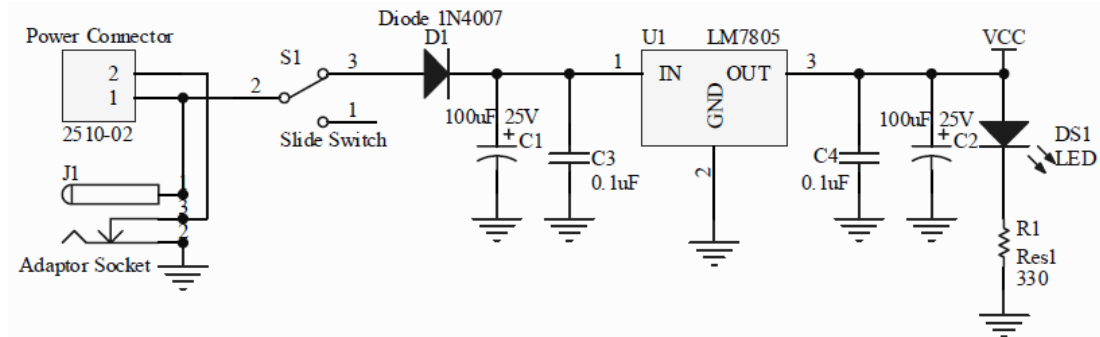 Diode 1N4007
Power Connector
S1
D1
U1
LM7805
VCC
2
1
2510-02
2
3
1
Slide Switch
1
IN
OUT
GND
2
3
100uF 25V
+
C1
C3
0.1uF
100uF 25V
+
C2
C4
0.1uF
DS1
LED
J1
1
3
2
Adaptor Socket
R1
Res1
330